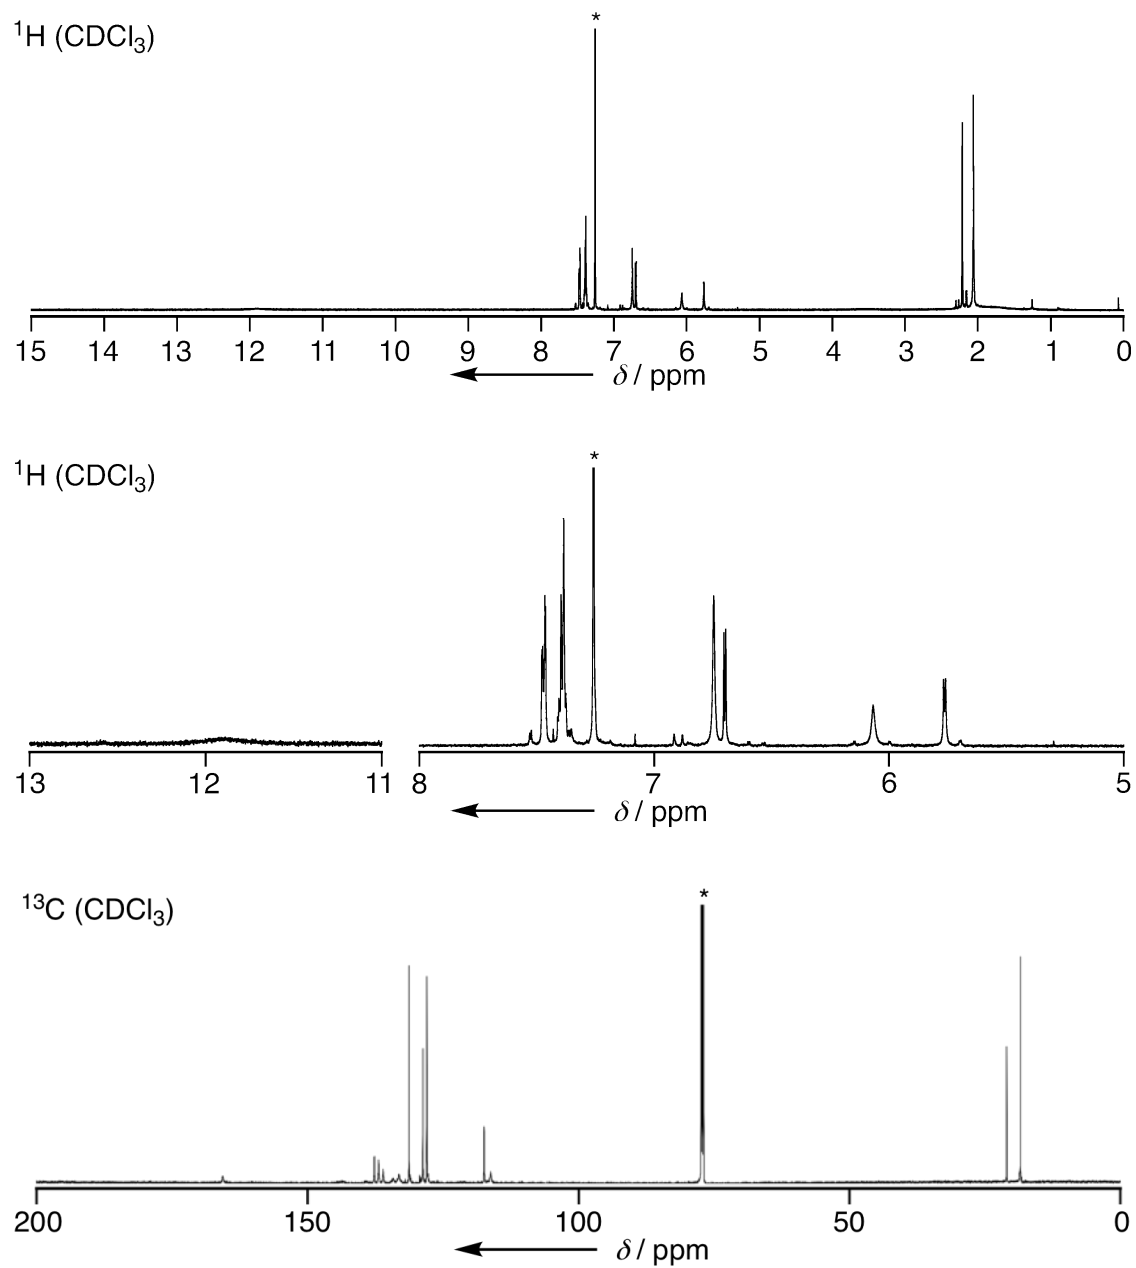 ¹H (CDCl₃)
*
15 14 13 12 11 10 9 8 7 6 5 4 3 2 1 0
δ / ppm
¹H (CDCl₃)
*
13 12 11 8 7 6 5
δ / ppm
¹³C (CDCl₃)
*
200 150 100 50 0
δ / ppm